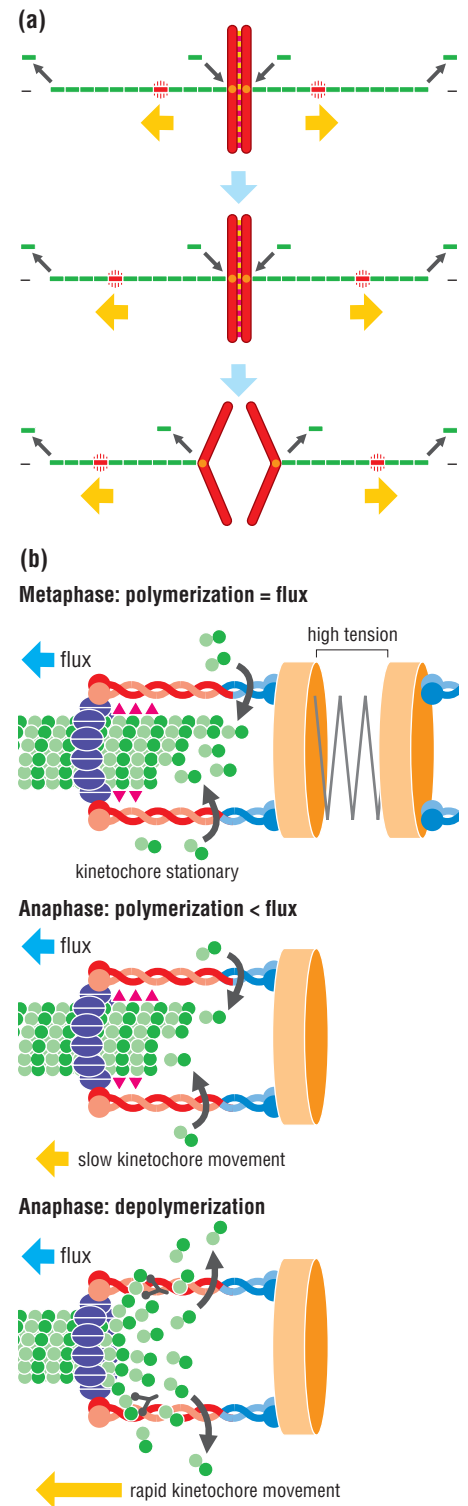 (a)
– –
– –
– –
(b)
Metaphase: polymerization = flux
flux
high tension
kinetochore stationary
Anaphase: polymerization < flux
flux
slow kinetochore movement
Anaphase: depolymerization
flux
rapid kinetochore movement